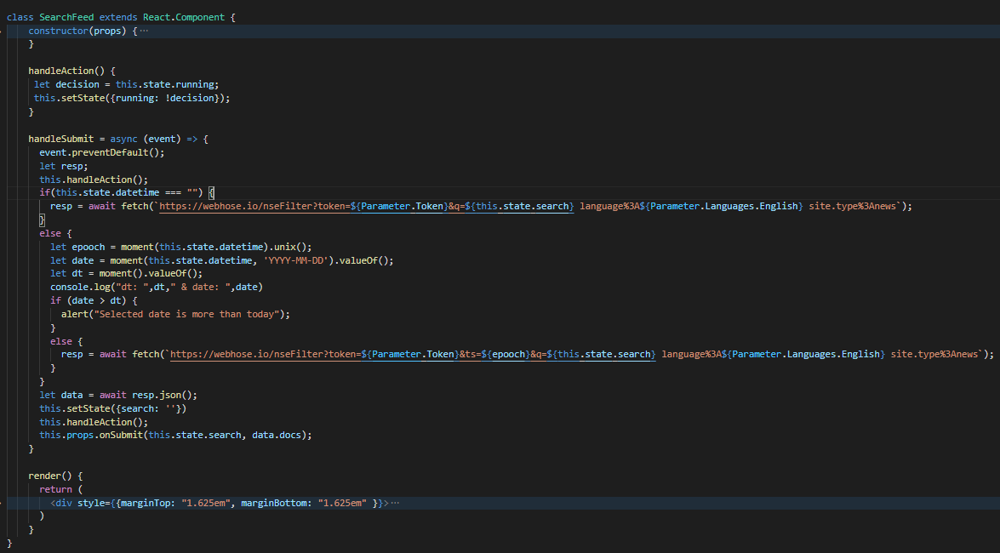 class SearchFeed extends React.Component {
constructor(props) {···
}
handleAction() {
let decision = this.state.running;
this.setState({running: !decision});
}
handleSubmit = async (event) => {
event.preventDefault();
let resp;
this.handleAction();
if(this.state.datetime === "") {
resp = await fetch(`https://webhose.io/nseFilter?token=${Parameter.Token}&q=${this.state.search} language%3A${Parameter.Languages.English} site.type%3Anews`);
}
else {
let epooch = moment(this.state.datetime).unix();
let date = moment(this.state.datetime, 'YYYY-MM-DD').valueOf();
let dt = moment().valueOf();
console.log("dt: ",dt," & date: ",date)
if (date > dt) {
alert("Selected date is more than today");
}
else {
resp = await fetch(`https://webhose.io/nseFilter?token=${Parameter.Token}&ts=${epooch}&q=${this.state.search} language%3A${Parameter.Languages.English} site.type%3Anews`);
}
}
let data = await resp.json();
this.setState({search: ''})
this.handleAction();
this.props.onSubmit(this.state.search, data.docs);
}
render() {
return (
<div style={{marginTop: "1.625em", marginBottom: "1.625em" }}>···
)
}
}